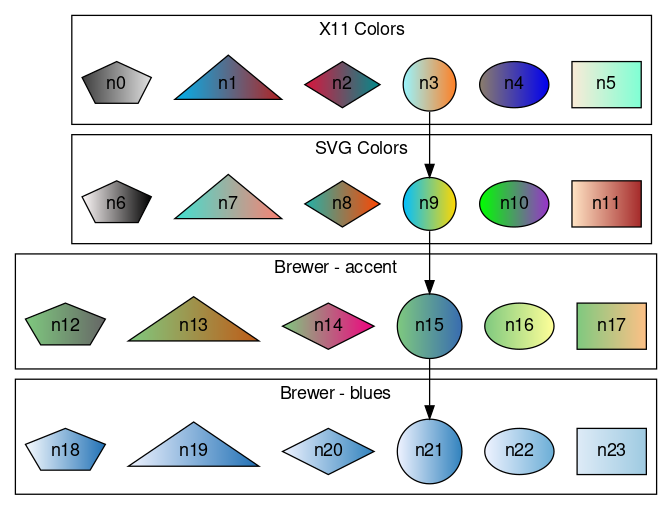 X11 Colors
n0 n1 n2 n3 n4 n5
SVG Colors
n6 n7 n8 n9 n10 n11
Brewer - accent
n12 n13 n14 n15 n16 n17
Brewer - blues
n18 n19 n20 n21 n22 n23